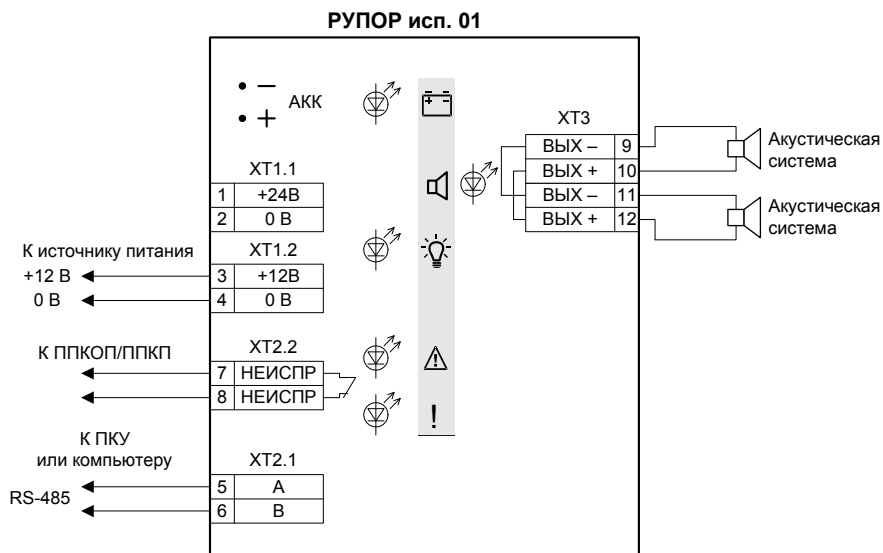 РУПОР исп. 01
– АКК
+
XT1.1
1 +24В
2 0 В
К источнику питания
XT1.2
+12 В 3 +12В
0 В 4 0 В
К ППКОП/ППКП
XT2.2
7 НЕИСПР
8 НЕИСПР
!
К ПКУ
или компьютеру
XT2.1
RS-485
5 A
6 B
XT3
ВЫХ – 9
ВЫХ + 10
ВЫХ – 11
ВЫХ + 12
Акустическая
система
Акустическая
система